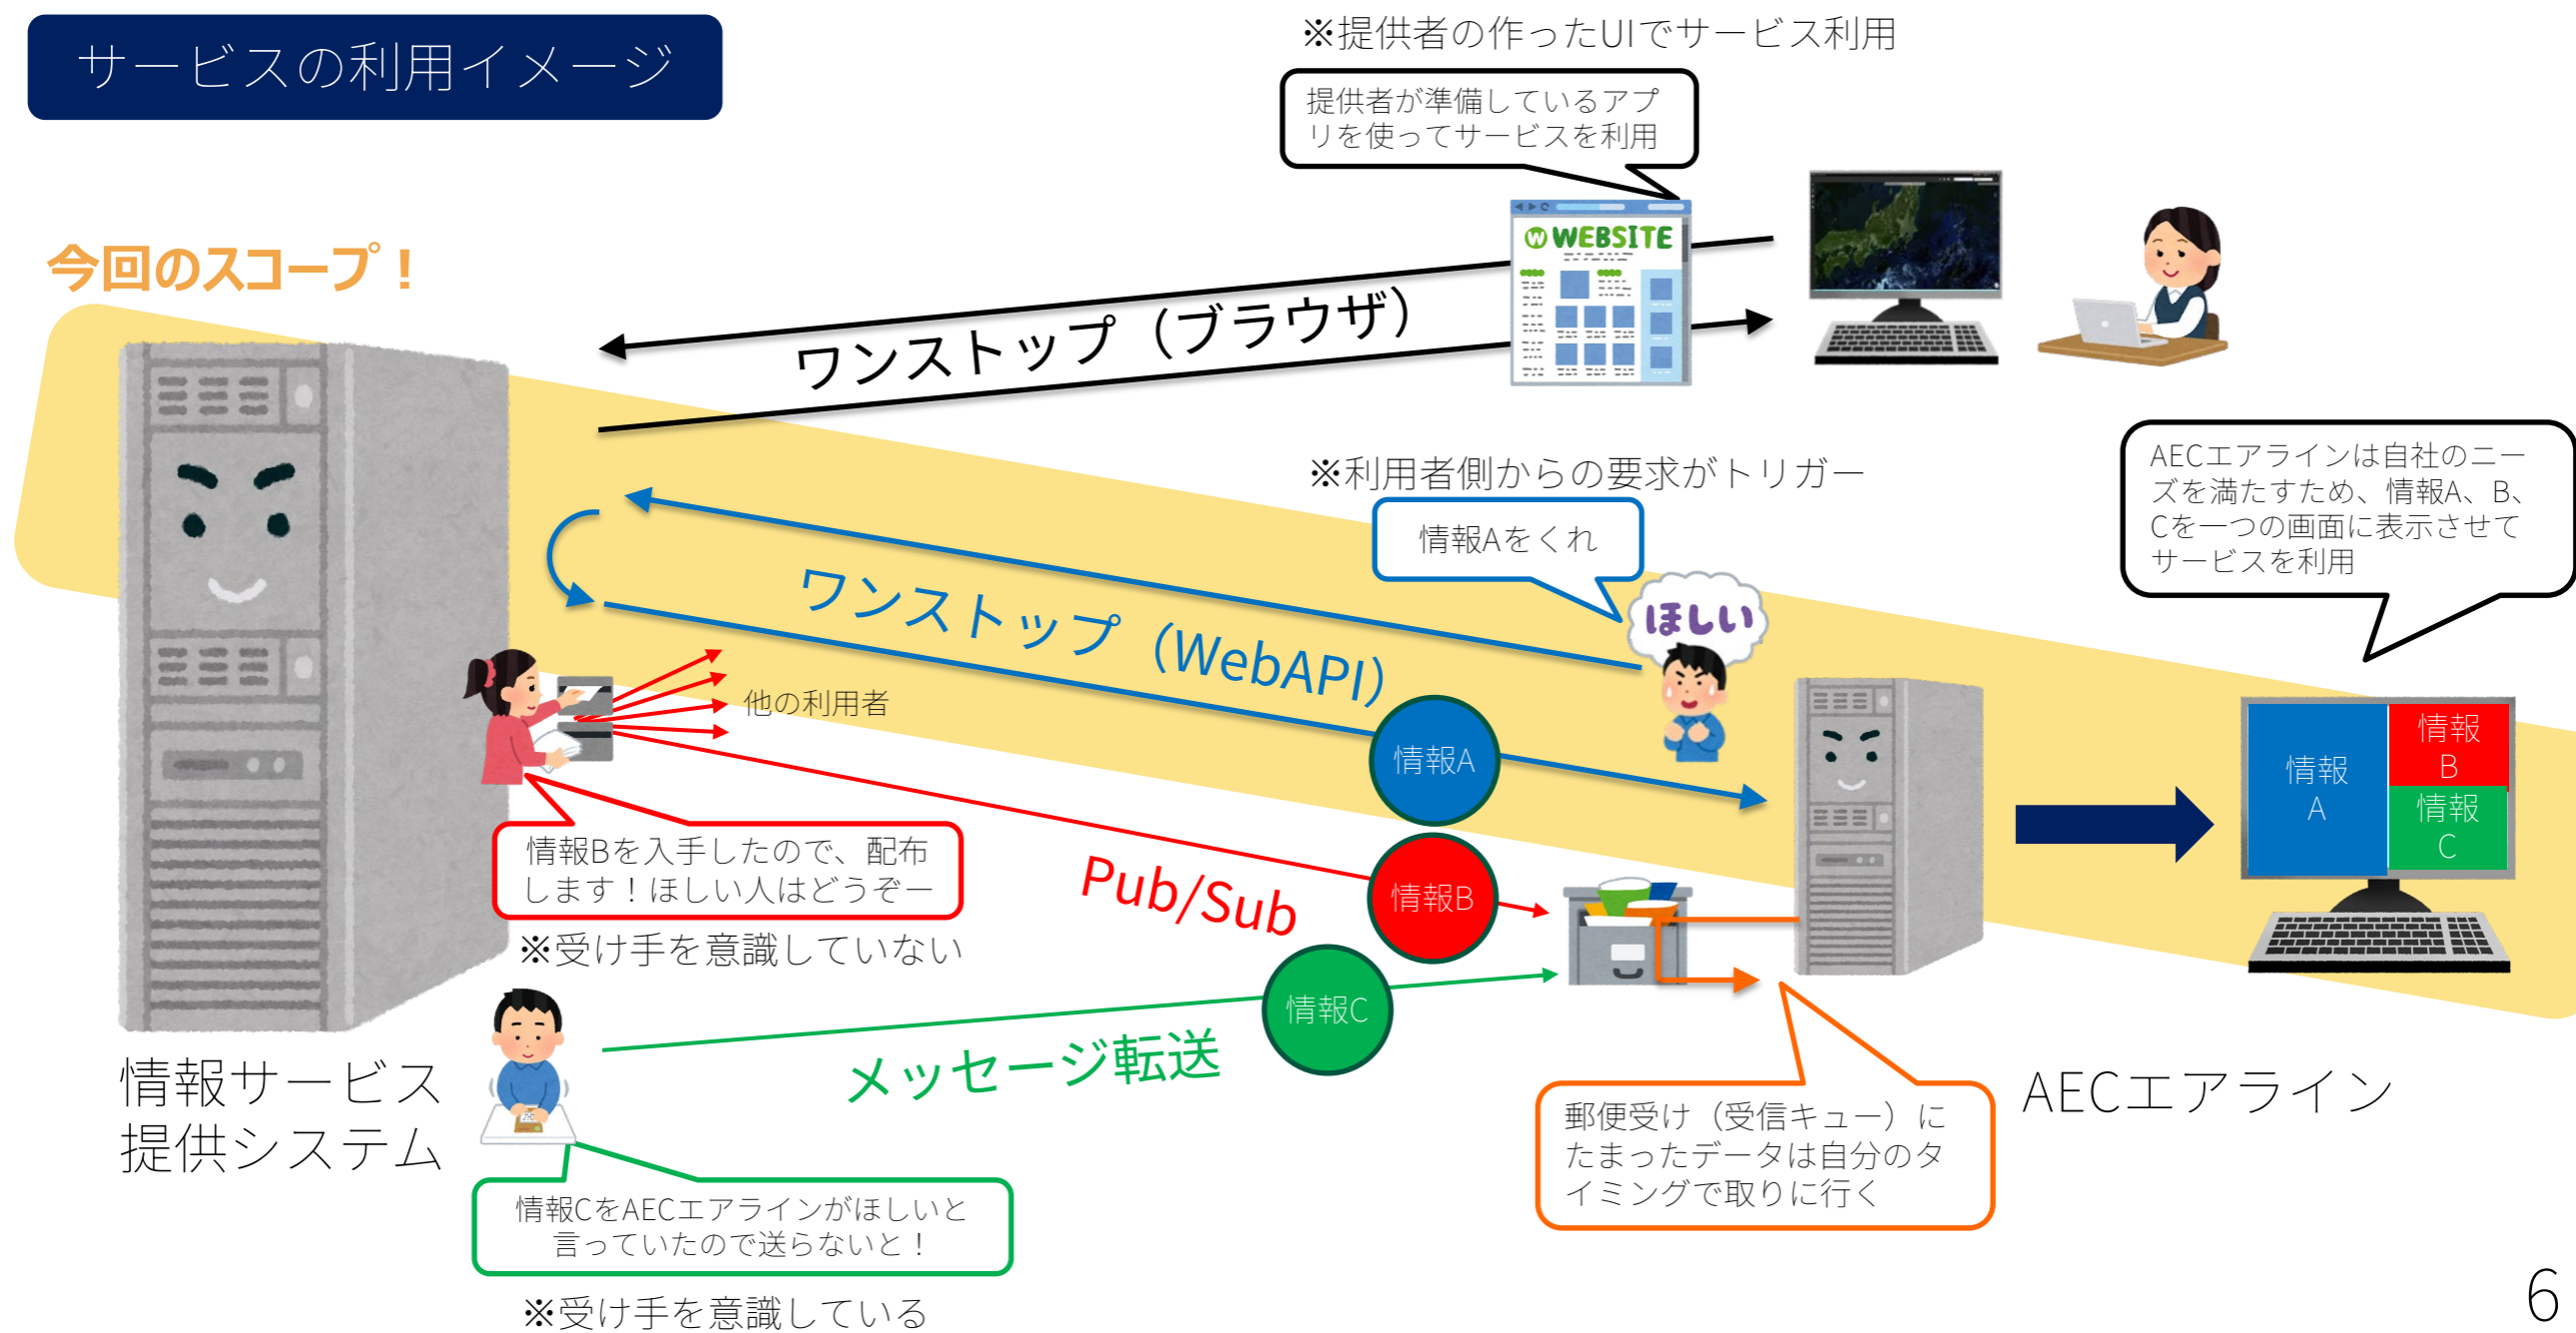 サービスの利用イメージ
※提供者の作ったUIでサービス利用
提供者が準備しているアプ
リを使ってサービスを利用
今回のスコープ！
W WEBSITE
ワンストップ（ブラウザ）
※利用者側からの要求がトリガー
情報Aをくれ
ほしい
AECエアラインは自社のニー
ズを満たすため、情報A、B、
Cを一つの画面に表示させて
サービスを利用
ワンストップ（WebAPI）
他の利用者
情報A
情報Bを入手したので、配布
します！ほしい人はどうぞー
※受け手を意識していない
Pub/Sub
情報B
情報
A
情報
B
情報
C
情報C
メッセージ転送
情報サービス
提供システム
AECエアライン
郵便受け（受信キュー）に
たまったデータは自分のタ
イミングで取りに行く
情報CをAECエアラインがほしいと
言っていたので送らないと！
※受け手を意識している
6